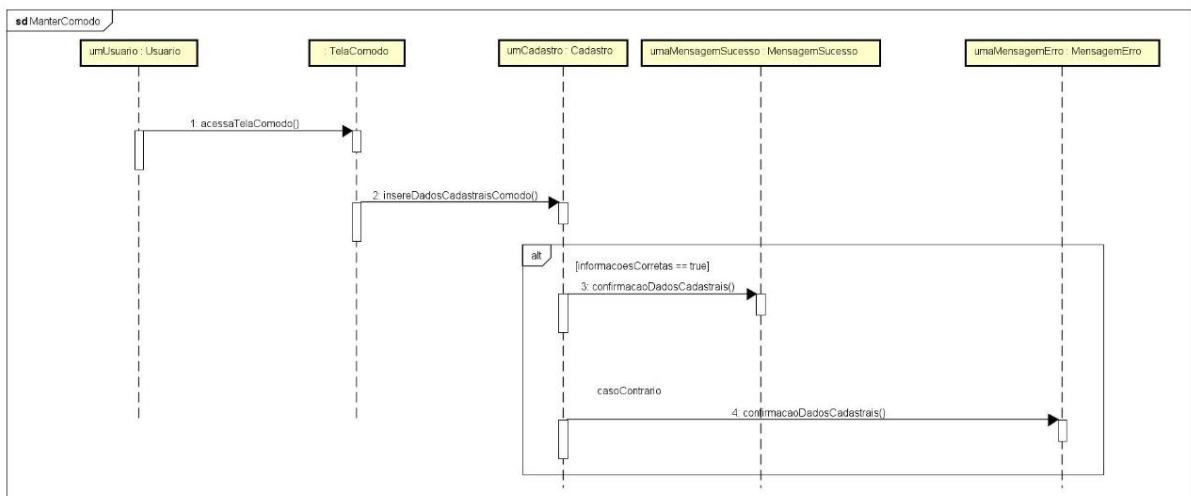 sd ManterComodo
umUsuario : Usuario
: TelaComodo
umCadastro : Cadastro
umaMensagemSucesso : MensagemSucesso
umaMensagemErro : MensagemErro
1: acessaTelaComodo()
2: insereDadosCadastraisComodo()
alt
[informacoesCorretas == true]
3: confirmacaoDadosCadastrais()
casoContrario
4: confirmacaoDadosCadastrais()